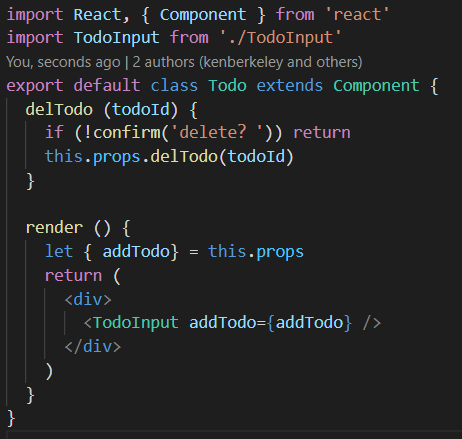 import React, { Component } from 'react'
import TodoInput from './TodoInput'
You, seconds ago | 2 authors (kenberkeley and others)
export default class Todo extends Component {
  delTodo (todoId) {
    if (!confirm('delete? ')) return
    this.props.delTodo(todoId)
  }

  render () {
    let { addTodo} = this.props
    return (
      <div>
        <TodoInput addTodo={addTodo} />
      </div>
    )
  }
}